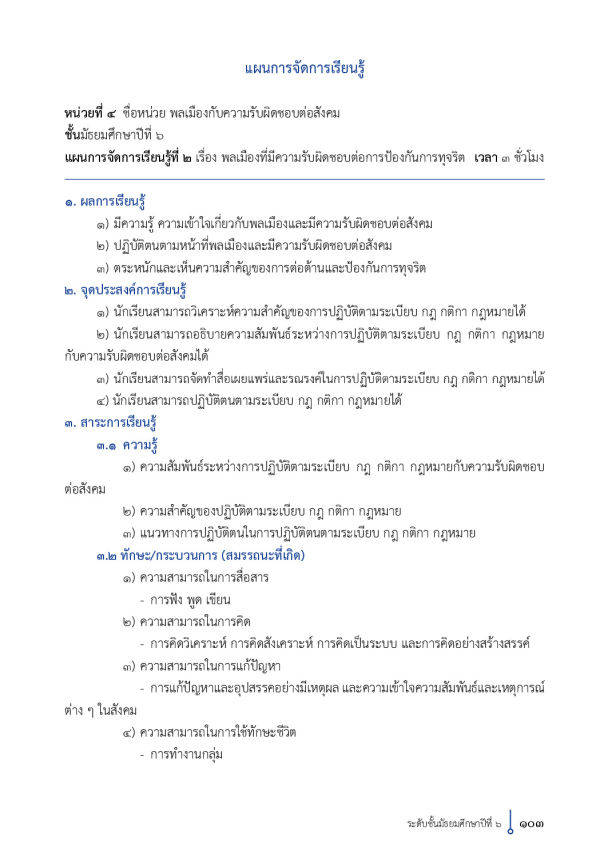 แผนการจัดการเรียนรู้
หน่วยที่ ๔ ชื่อหน่วย พลเมืองกับความรับผิดชอบต่อสังคม
ชั้นมัธยมศึกษาปีที่ ๖
แผนการจัดการเรียนรู้ที่ ๒ เรื่อง พลเมืองที่มีความรับผิดชอบต่อการป้องกันการทุจริต เวลา ๓ ชั่วโมง
๑. ผลการเรียนรู้
๑) มีความรู้ ความเข้าใจเกี่ยวกับพลเมืองและมีความรับผิดชอบต่อสังคม
๒) ปฏิบัติตนตามหน้าที่พลเมืองและมีความรับผิดชอบต่อสังคม
๓) ตระหนักและเห็นความสำคัญของการต่อต้านและป้องกันการทุจริต
๒. จุดประสงค์การเรียนรู้
๑) นักเรียนสามารถวิเคราะห์ความสำคัญของการปฏิบัติตามระเบียบ กฎ กติกา กฎหมายได้
๒) นักเรียนสามารถอธิบายความสัมพันธ์ระหว่างการปฏิบัติตามระเบียบ กฎ กติกา กฎหมาย
กับความรับผิดชอบต่อสังคมได้
๓) นักเรียนสามารถจัดทำสื่อเผยแพร่และรณรงค์ในการปฏิบัติตามระเบียบ กฎ กติกา กฎหมายได้
๔) นักเรียนสามารถปฏิบัติตนตามระเบียบ กฎ กติกา กฎหมายได้
๓. สาระการเรียนรู้
๓.๑ ความรู้
๑) ความสัมพันธ์ระหว่างการปฏิบัติตามระเบียบ กฎ กติกา กฎหมายกับความรับผิดชอบ
ต่อสังคม
๒) ความสำคัญของปฏิบัติตามระเบียบ กฎ กติกา กฎหมาย
๓) แนวทางการปฏิบัติตนในการปฏิบัติตนตามระเบียบ กฎ กติกา กฎหมาย
๓.๒ ทักษะ/กระบวนการ (สมรรถนะที่เกิด)
๑) ความสามารถในการสื่อสาร
- การฟัง พูด เขียน
๒) ความสามารถในการคิด
- การคิดวิเคราะห์ การคิดสังเคราะห์ การคิดเป็นระบบ และการคิดอย่างสร้างสรรค์
๓) ความสามารถในการแก้ปัญหา
- การแก้ปัญหาและอุปสรรคอย่างมีเหตุผล และความเข้าใจความสัมพันธ์และเหตุการณ์
ต่าง ๆ ในสังคม
๔) ความสามารถในการใช้ทักษะชีวิต
- การทำงานกลุ่ม
ระดับชั้นมัธยมศึกษาปีที่ ๖ ๑๐๓